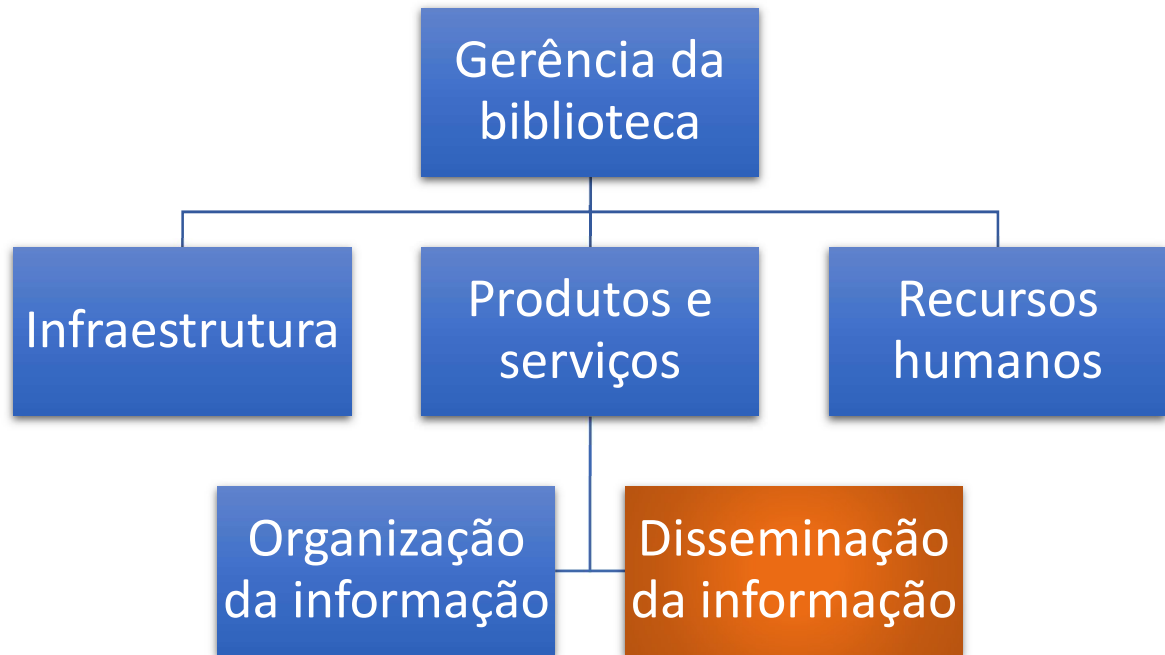 Gerência da
biblioteca
Infraestrutura
Produtos e
serviços
Recursos
humanos
Organização
da informação
Disseminação
da informação